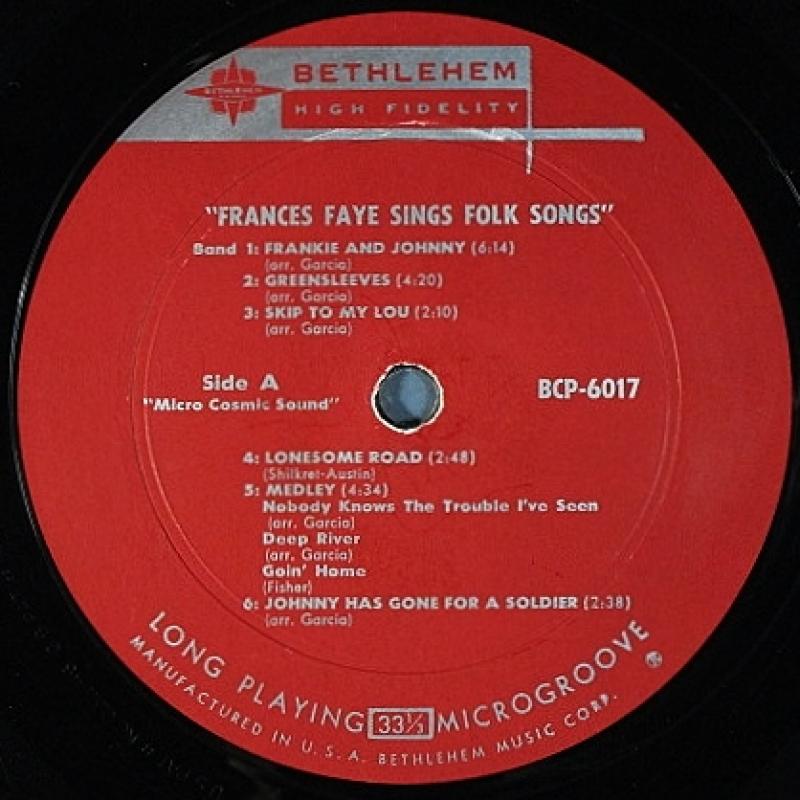 BETHLEHEM
BETHLEHEM
HIGH FIDELITY
"FRANCES FAYE SINGS FOLK SONGS"
Band 1: FRANKIE AND JOHNNY (6:14)
(arr. Garcia)
2: GREENSLEEVES (4:20)
(arr. Garcia)
3: SKIP TO MY LOU (2:10)
(arr. Garcia)
Side A
"Micro Cosmic Sound"
BCP-6017
4: LONESOME ROAD (2:48)
(Shilkret-Austin)
5: MEDLEY (4:34)
Nobody Knows The Trouble I've Seen
(arr. Garcia)
Deep River
(arr. Garcia)
Goin' Home
(Fisher)
6: JOHNNY HAS GONE FOR A SOLDIER (2:38)
(arr. Garcia)
LONG PLAYING 33⅓ MICROGROOVE
MANUFACTURED IN U.S.A. BETHLEHEM MUSIC CORP.